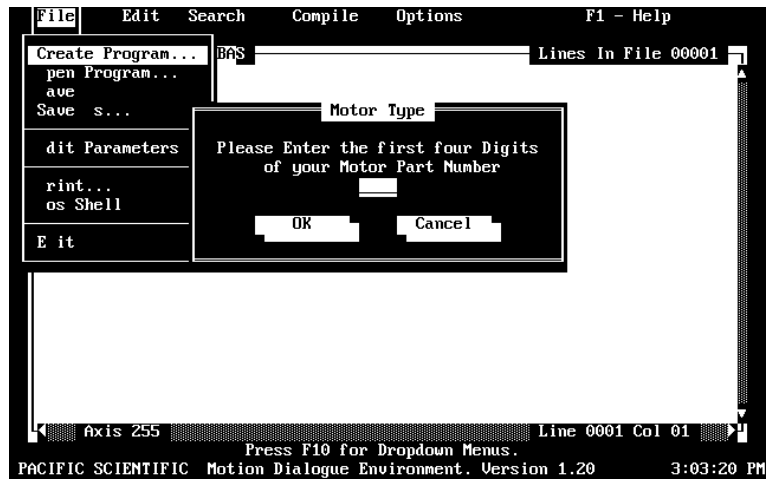 File Edit Search Compile Options F1 - Help
Create Program... BAS Lines In File 00001
pen Program...
ave
Save s...
Motor Type
dit Parameters
Please Enter the first four Digits
of your Motor Part Number
rint...
os Shell
OK Cancel
E it
Axis 255 Line 0001 Col 01
Press F10 for Dropdown Menus.
PACIFIC SCIENTIFIC Motion Dialogue Environment. Version 1.20 3:03:20 PM